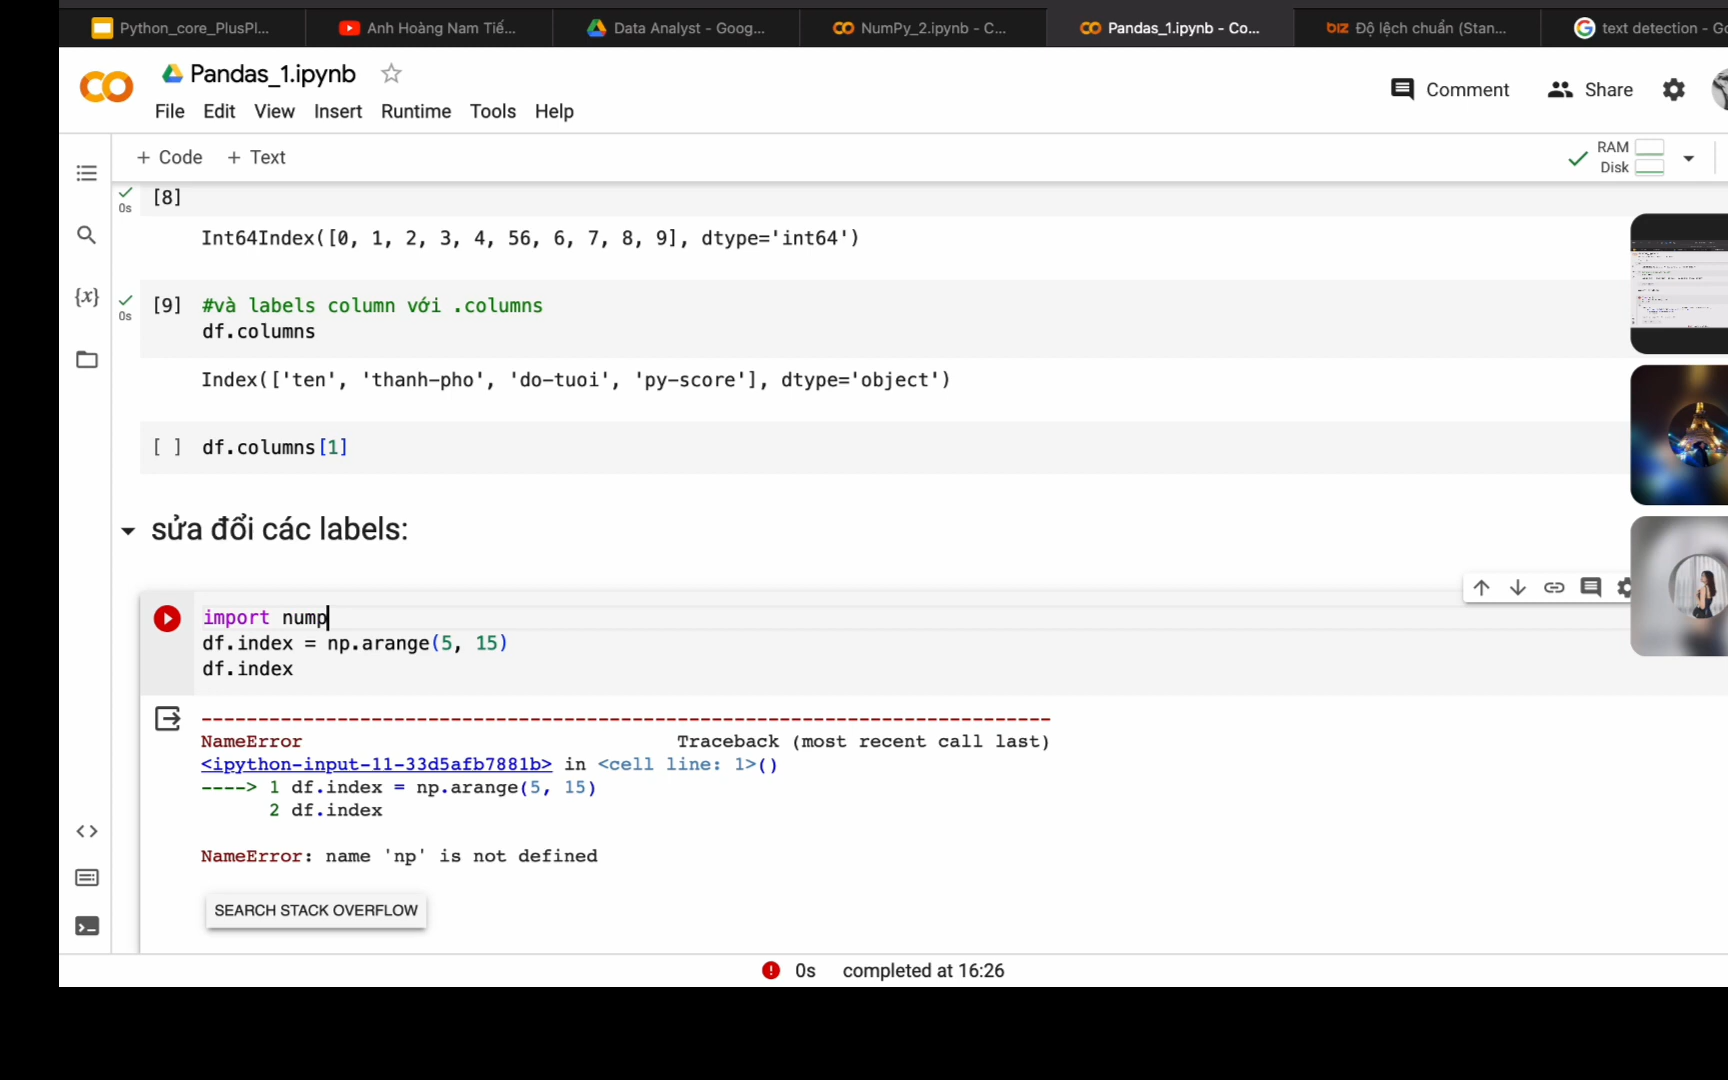 Python_core_PlusPl...
Anh Hoàng Nam Tiế...
Data Analyst - Goog...
NumPy_2.ipynb - C...
Pandas_1.ipynb - Co...
biz Độ lệch chuẩn (Stan...
text detection - Go
Pandas_1.ipynb
File Edit View Insert Runtime Tools Help
Comment
Share
+ Code + Text
RAM
Disk
0s
[8]
Int64Index([0, 1, 2, 3, 4, 56, 6, 7, 8, 9], dtype='int64')
0s
[9] #và labels column với .columns
df.columns
Index(['ten', 'thanh-pho', 'do-tuoi', 'py-score'], dtype='object')
[ ] df.columns[1]
sửa đổi các labels:
import nump
df.index = np.arange(5, 15)
df.index
---------------------------------------------------------------------------
NameError Traceback (most recent call last)
<ipython-input-11-33d5afb7881b> in <cell line: 1>()
----> 1 df.index = np.arange(5, 15)
2 df.index
NameError: name 'np' is not defined
SEARCH STACK OVERFLOW
0s completed at 16:26